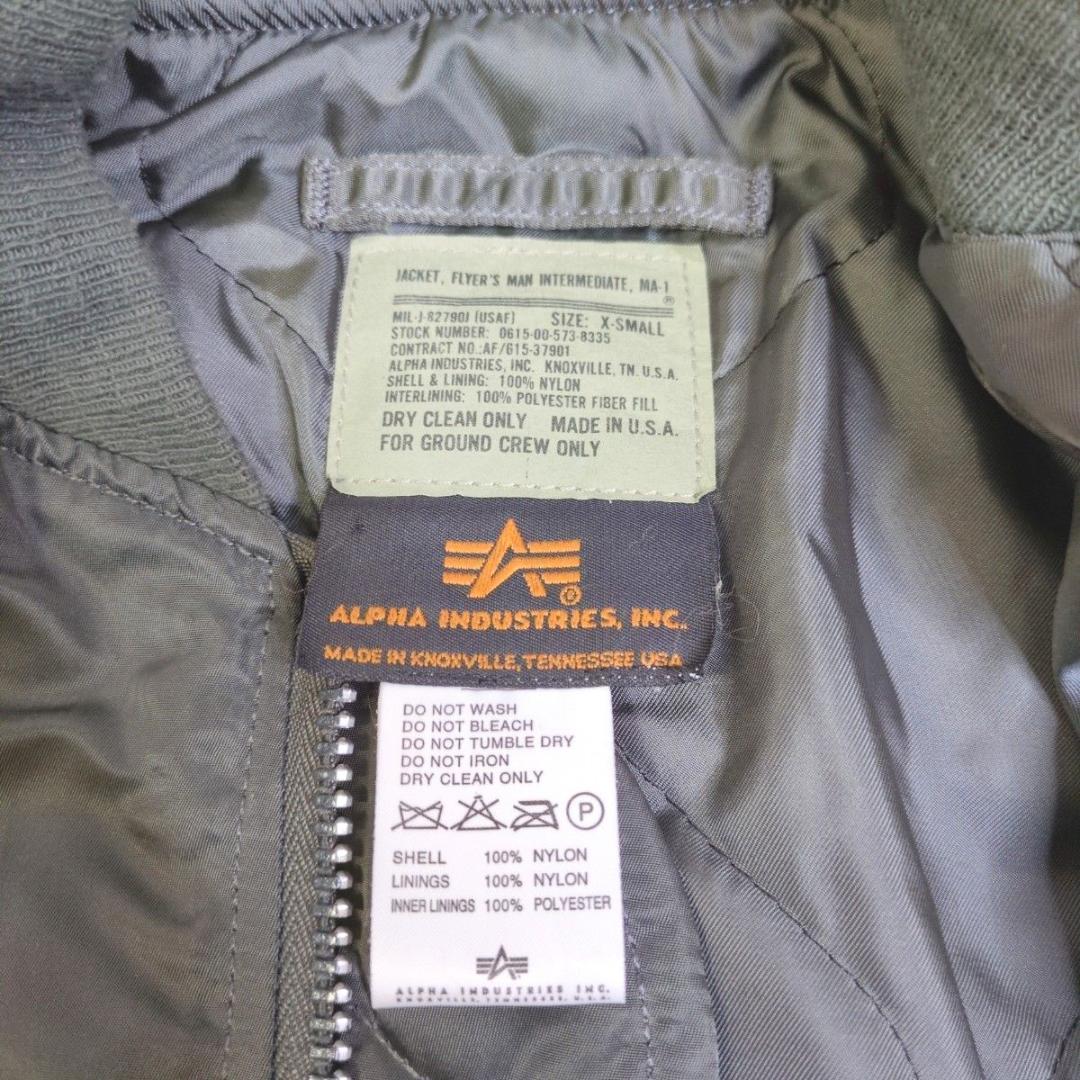 JACKET, FLYER'S MAN INTERMEDIATE, MA-1
®
MIL-J-8279OJ (USAF) SIZE: X-SMALL
STOCK NUMBER: 0615-00-573-8335
CONTRACT NO.:AF/615-37901
ALPHA INDUSTRIES, INC. KNOXVILLE, TN. U.S.A.
SHELL & LINING: 100% NYLON
INTERLINING: 100% POLYESTER FIBER FILL
DRY CLEAN ONLY MADE IN U.S.A.
FOR GROUND CREW ONLY
®
ALPHA INDUSTRIES, INC.
MADE IN KNOXVILLE, TENNESSEE USA
DO NOT WASH
DO NOT BLEACH
DO NOT TUMBLE DRY
DO NOT IRON
DRY CLEAN ONLY
P
SHELL 100% NYLON
LININGS 100% NYLON
INNER LININGS 100% POLYESTER
ALPHA INDUSTRIES INC.
KNOXVILLE, TENNESSEE, U.S.A.